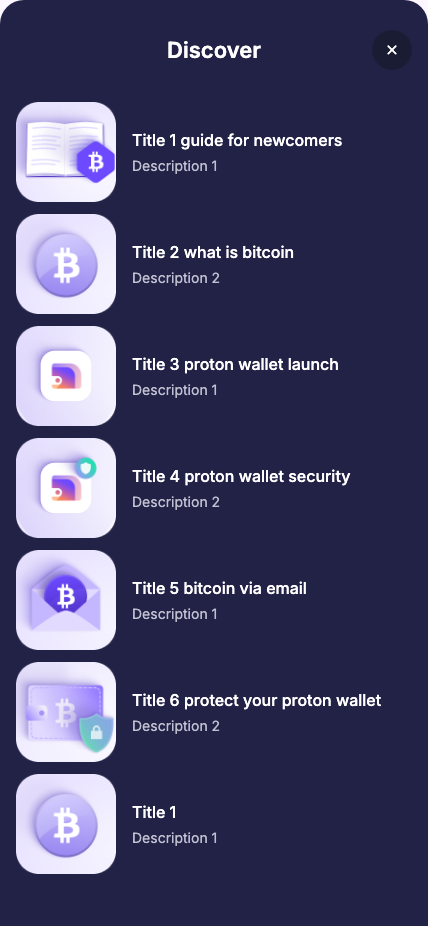 Discover
Title 1 guide for newcomers
Description 1
Title 2 what is bitcoin
Description 2
Title 3 proton wallet launch
Description 1
Title 4 proton wallet security
Description 2
Title 5 bitcoin via email
Description 1
Title 6 protect your proton wallet
Description 2
Title 1
Description 1